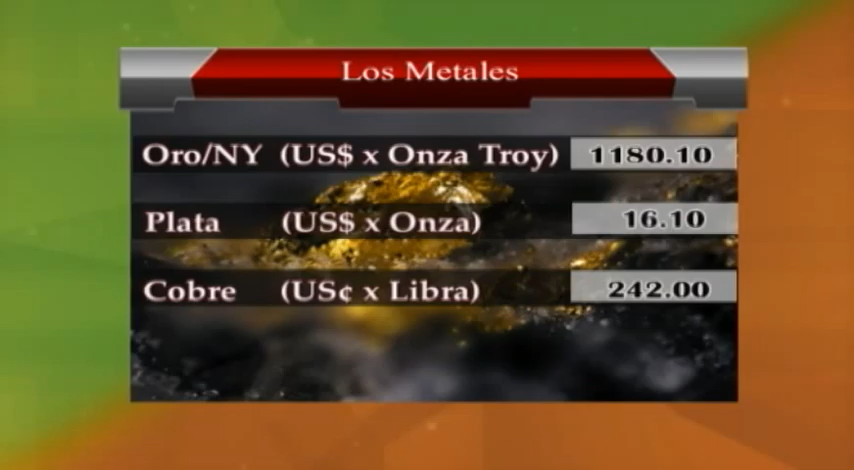 Los Metales
Oro/NY (US$ x Onza Troy) 1180.10
Plata (US$ x Onza) 16.10
Cobre (US¢ x Libra) 242.00